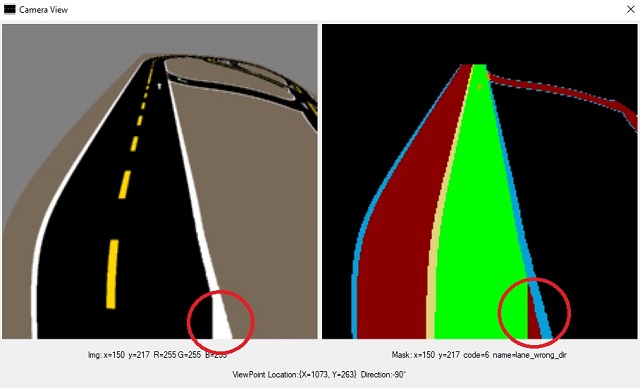 Camera View
Img: x=150 y=217 R=255 G=255 B=255
Mask: x=150 y=217 code=6 name=lane_wrong_dir
ViewPoint Location:{X=1073, Y=263} Direction:-90°